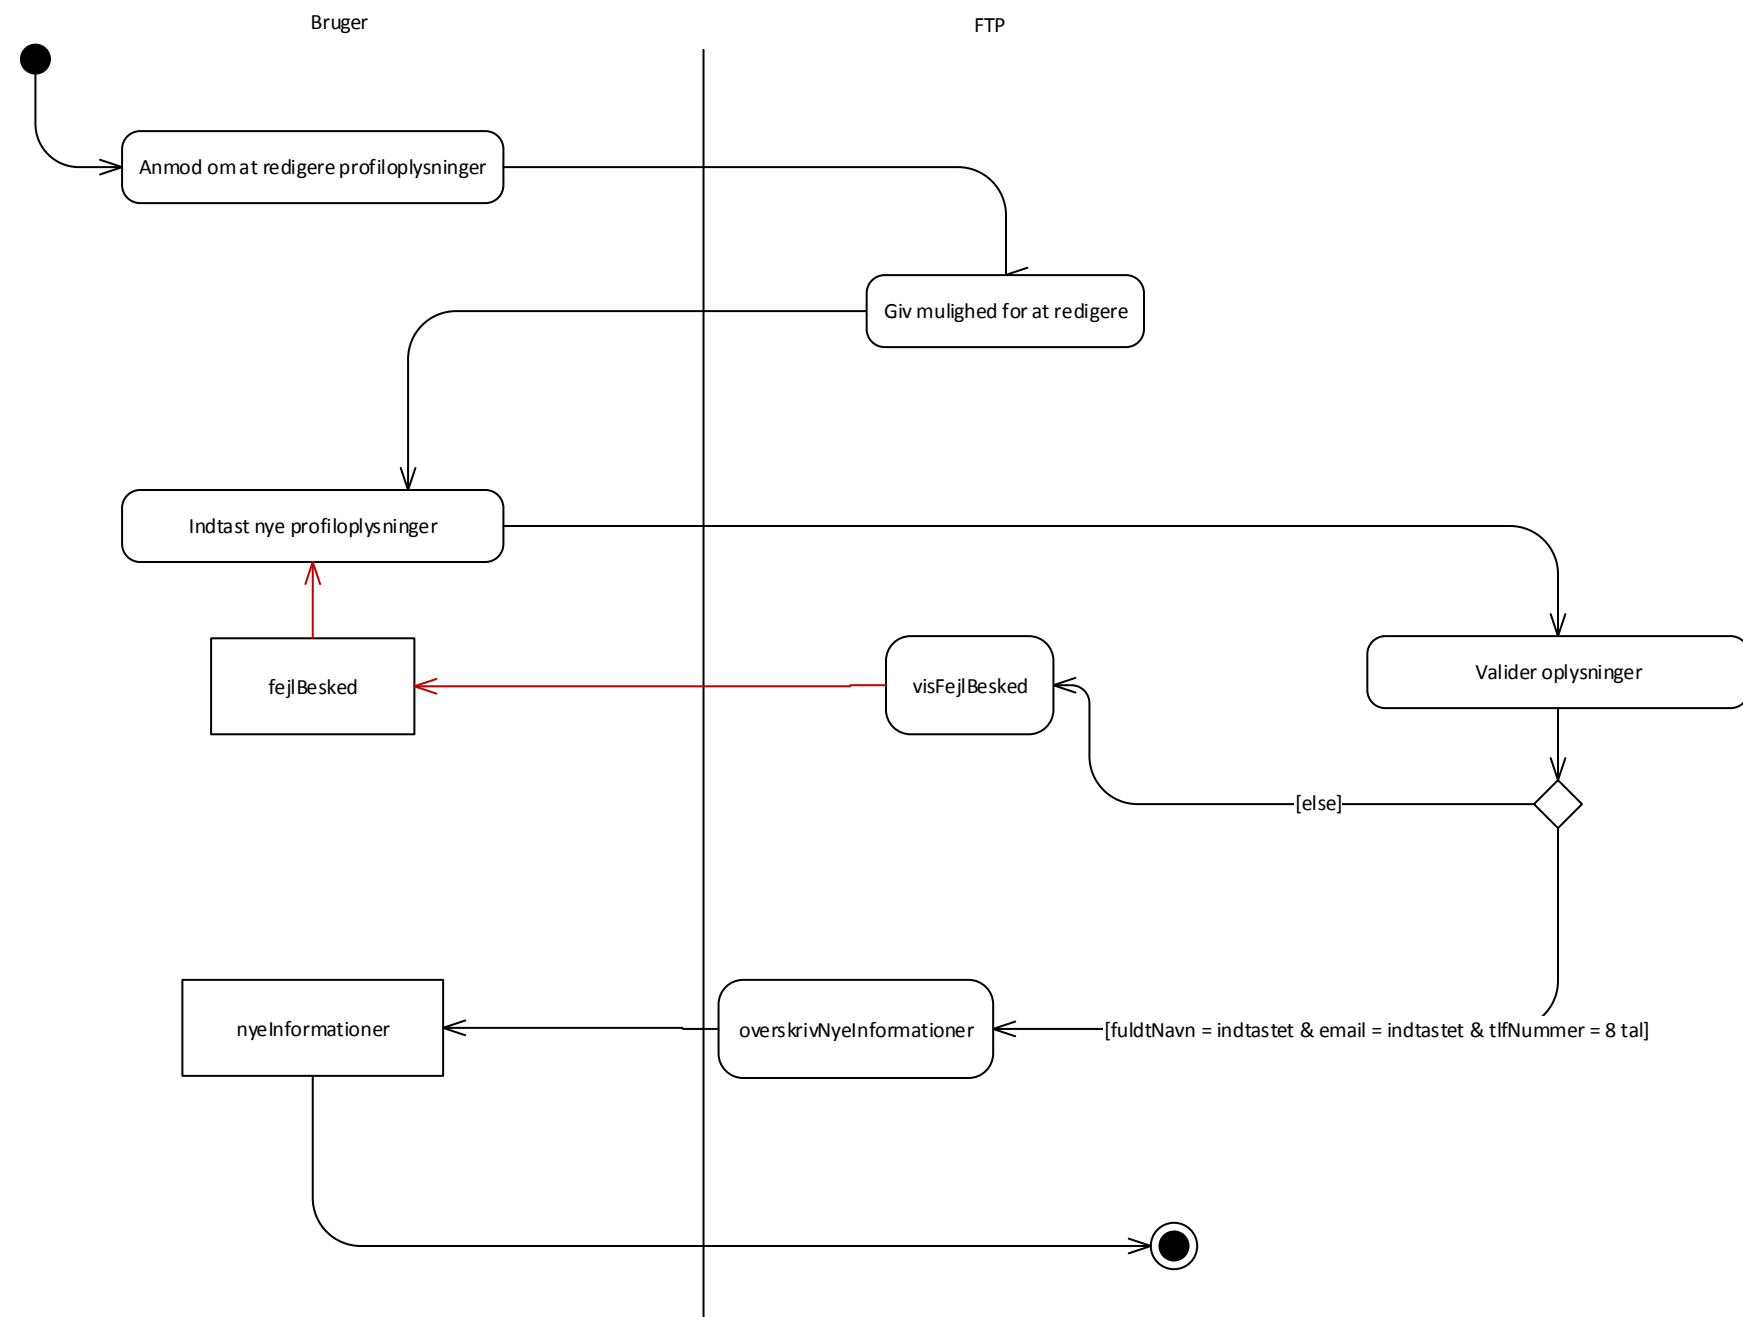 Bruger
FTP
Anmod om at redigere profiloplysninger
Giv mulighed for at redigere
Indtast nye profiloplysninger
fejlBesked
visFejlBesked
Valider oplysninger
[else]
nyeInformationer
overskrivNyeInformationer
[fuldtNavn = indtastet & email = indtastet & tlfNummer = 8 tal]